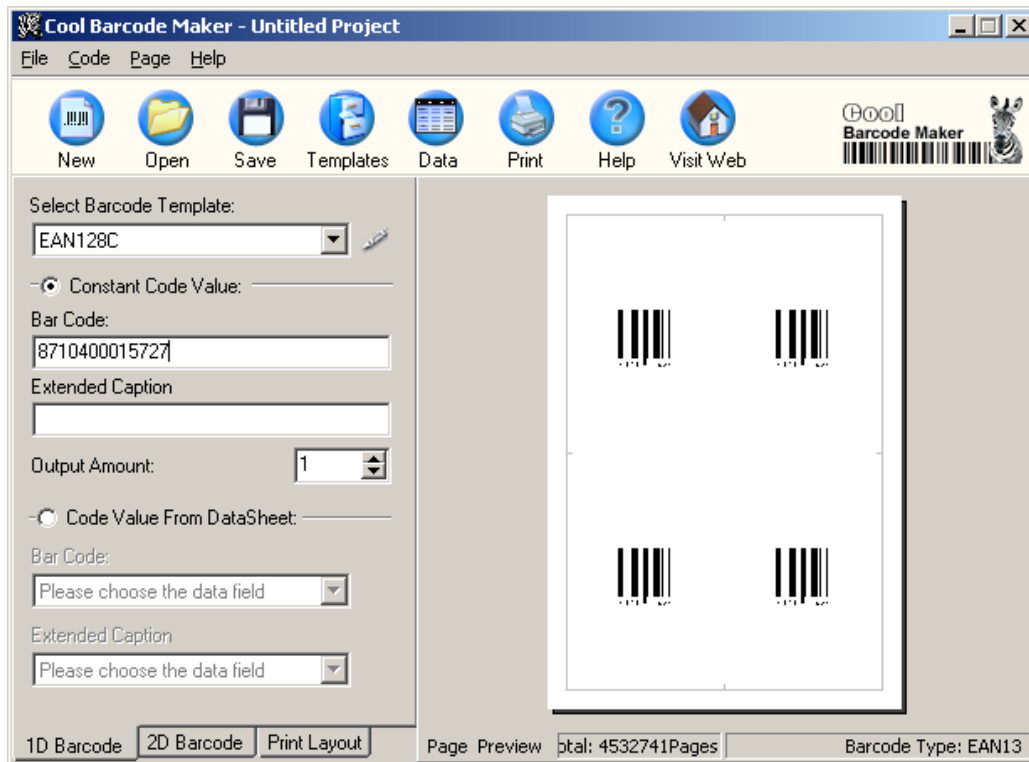 Cool Barcode Maker - Untitled Project
File Code Page Help
New Open Save Templates Data Print Help Visit Web
Cool
Barcode Maker
Select Barcode Template:
EAN128C
Constant Code Value:
Bar Code:
8710400015727
Extended Caption
Output Amount: 1
Code Value From DataSheet:
Bar Code:
Please choose the data field
Extended Caption
Please choose the data field
1D Barcode 2D Barcode Print Layout
Page Preview otal: 4532741Pages Barcode Type: EAN13